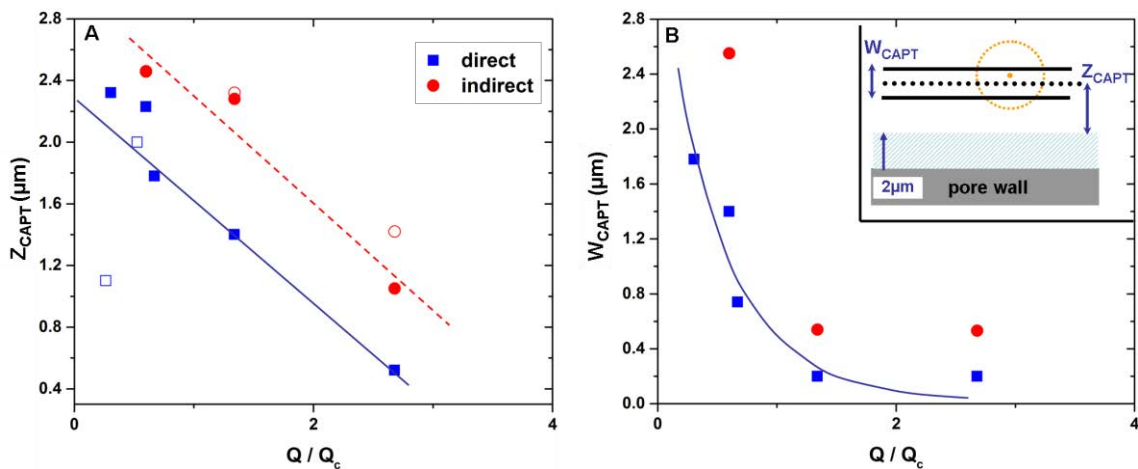 A
direct
indirect
2.8
2.4
2.0
1.6
1.2
0.8
0.4
Z_CAPT (μm)
0
2
4
Q / Q_c
B
2.8
2.4
2.0
1.6
1.2
0.8
0.4
0.0
W_CAPT (μm)
W_CAPT
Z_CAPT
2μm
pore wall
0
2
4
Q / Q_c